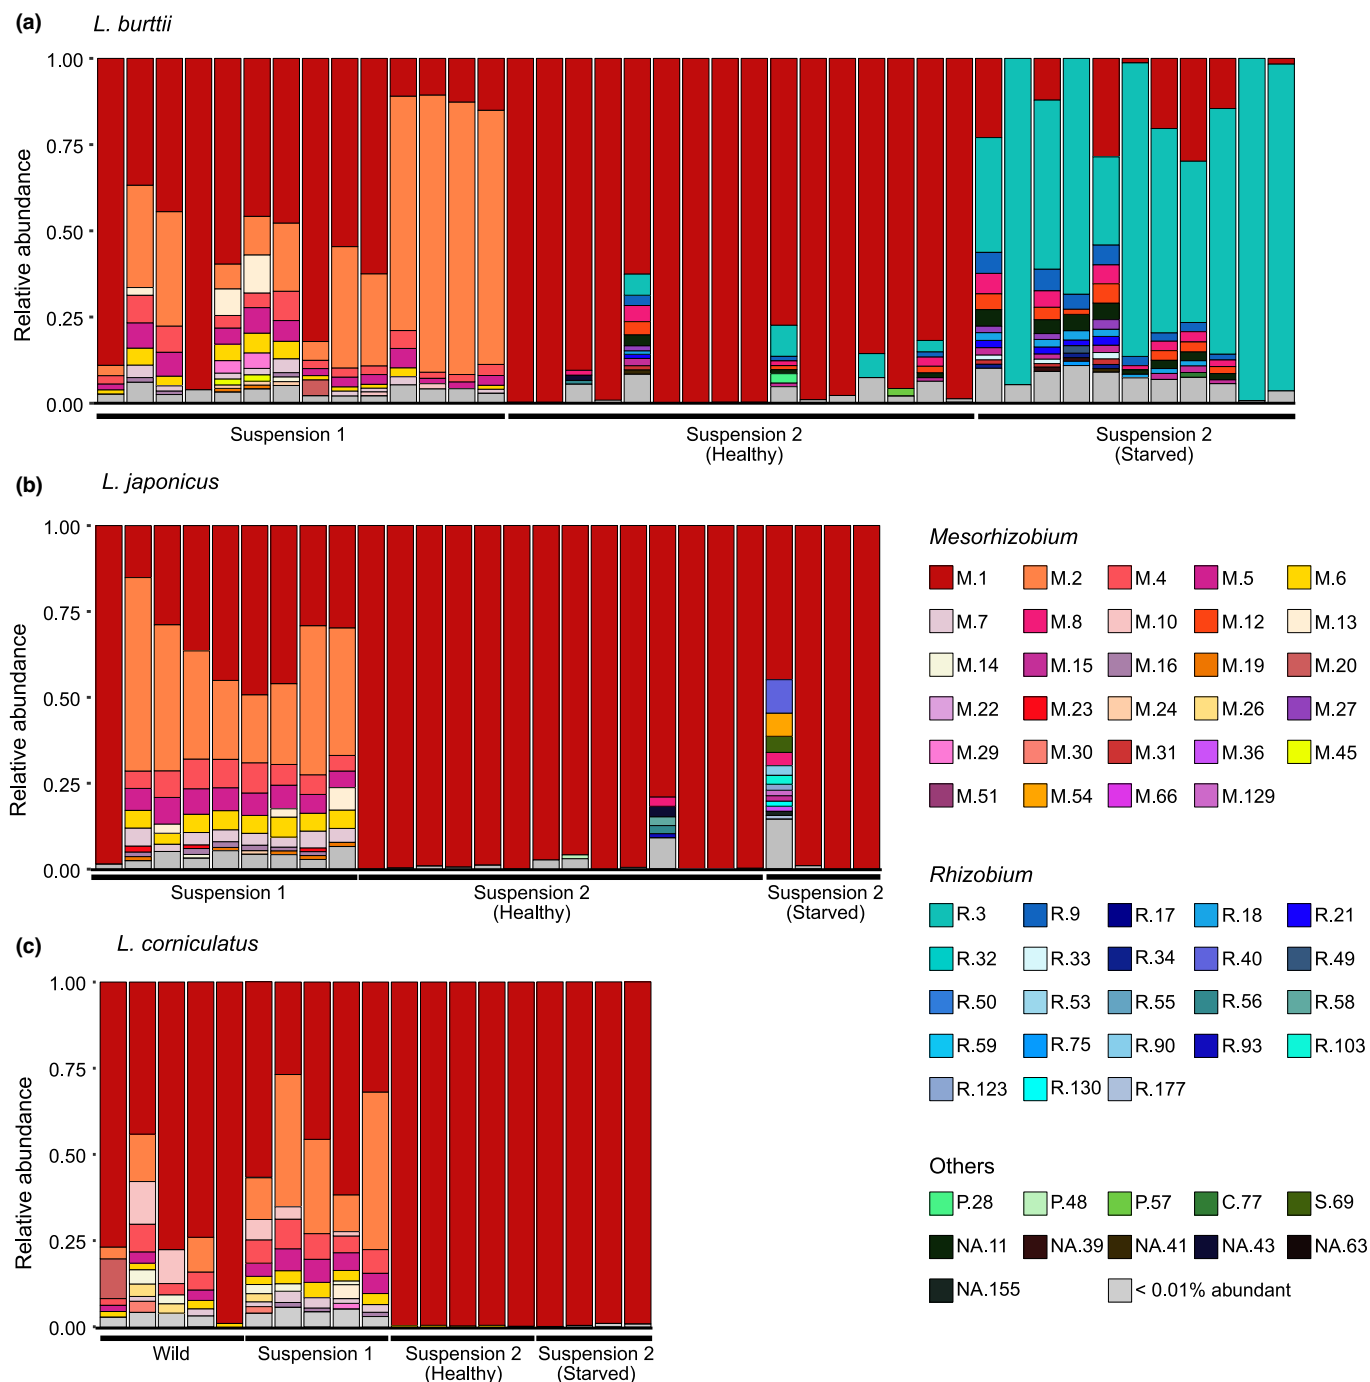 (a) L. burttii
Relative abundance
1.00
0.75
0.50
0.25
0.00
Suspension 1
Suspension 2
(Healthy)
Suspension 2
(Starved)
(b) L. japonicus
Relative abundance
1.00
0.75
0.50
0.25
0.00
Suspension 1
Suspension 2
(Healthy)
Suspension 2
(Starved)
(c) L. corniculatus
Relative abundance
1.00
0.75
0.50
0.25
0.00
Wild
Suspension 1
Suspension 2
(Healthy)
Suspension 2
(Starved)
Mesorhizobium
M.1 M.2 M.4 M.5 M.6
M.7 M.8 M.10 M.12 M.13
M.14 M.15 M.16 M.19 M.20
M.22 M.23 M.24 M.26 M.27
M.29 M.30 M.31 M.36 M.45
M.51 M.54 M.66 M.129
Rhizobium
R.3 R.9 R.17 R.18 R.21
R.32 R.33 R.34 R.40 R.49
R.50 R.53 R.55 R.56 R.58
R.59 R.75 R.90 R.93 R.103
R.123 R.130 R.177
Others
P.28 P.48 P.57 C.77 S.69
NA.11 NA.39 NA.41 NA.43 NA.63
NA.155 < 0.01% abundant